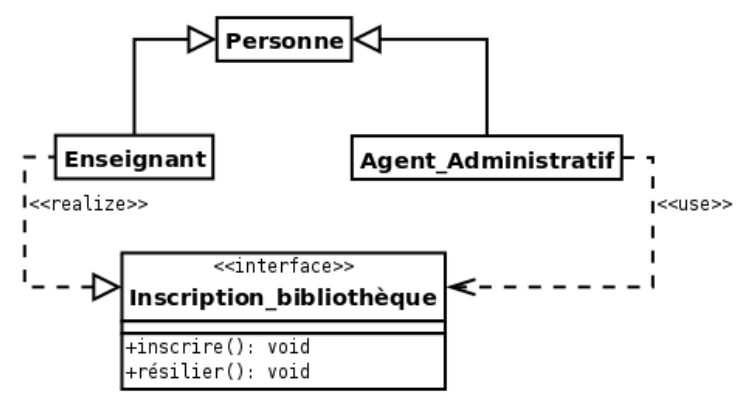 Personne
Enseignant
Agent_Administratif
<<realize>>
<<use>>
<<interface>>
Inscription_bibliothèque
+inscrire(): void
+résilier(): void